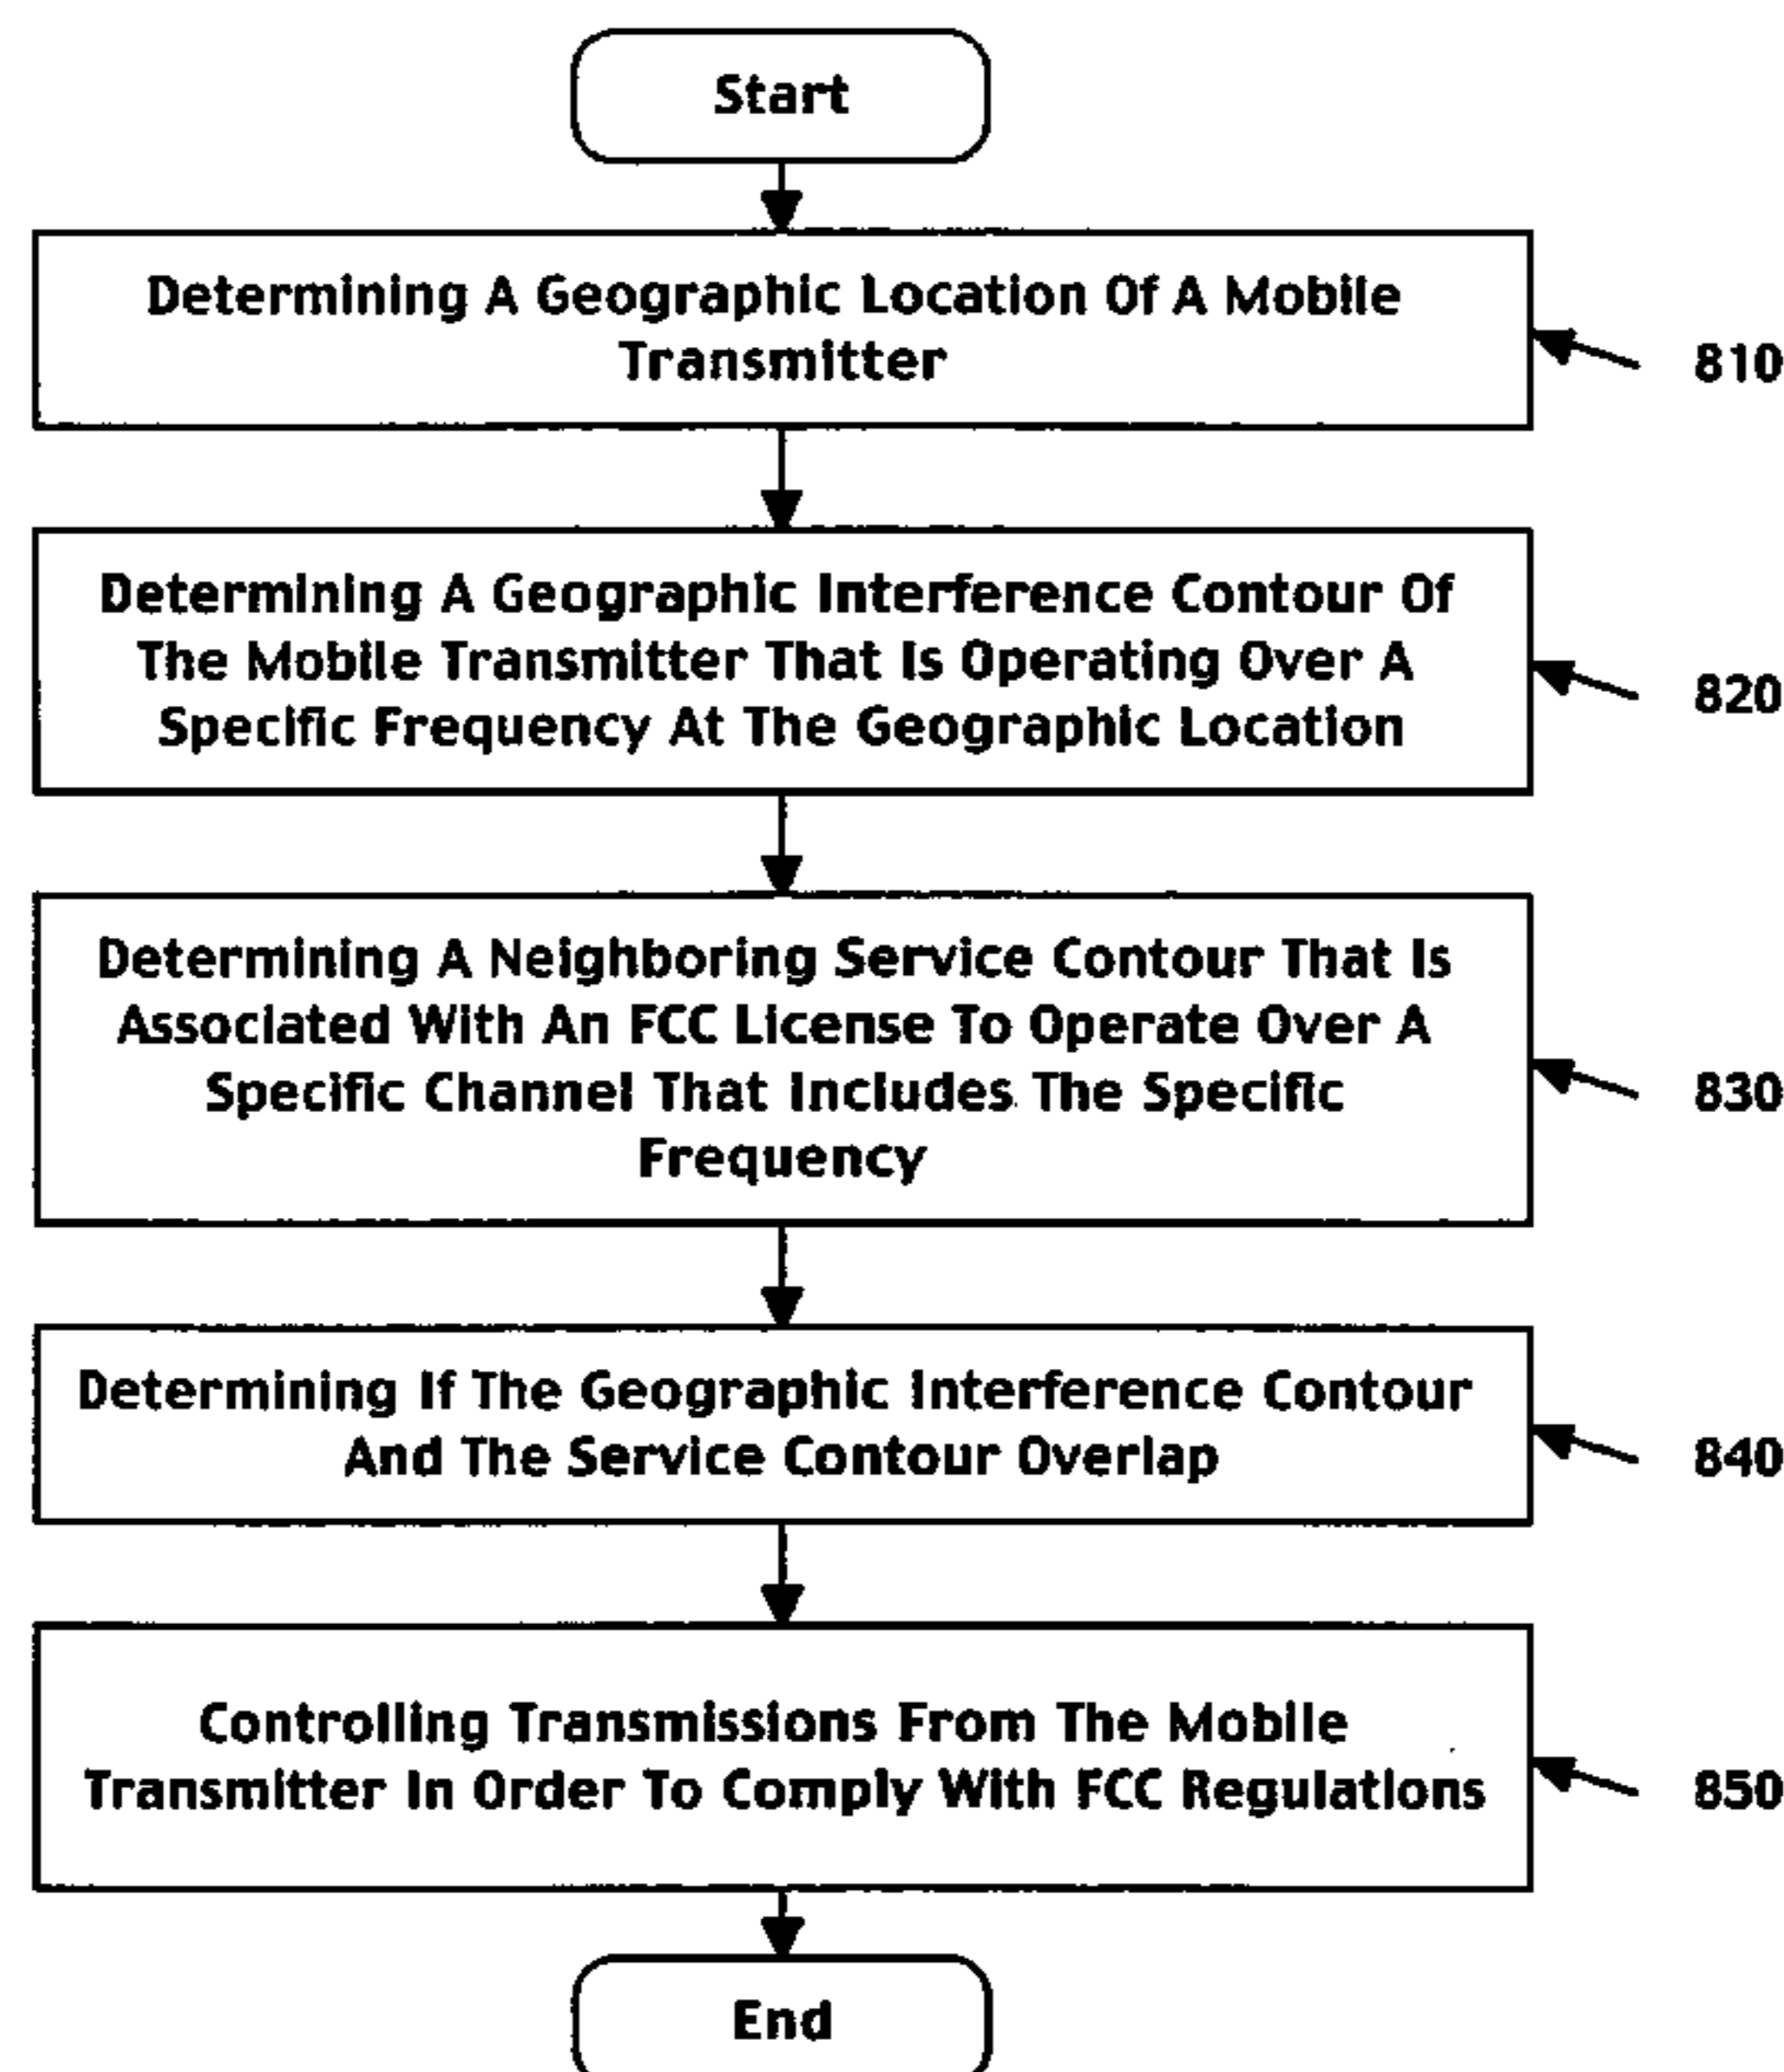 Start
Determining A Geographic Location Of A Mobile
Transmitter
810
Determining A Geographic Interference Contour Of
The Mobile Transmitter That Is Operating Over A
Specific Frequency At The Geographic Location
820
Determining A Neighboring Service Contour That Is
Associated With An FCC License To Operate Over A
Specific Channel That Includes The Specific
Frequency
830
Determining If The Geographic Interference Contour
And The Service Contour Overlap
840
Controlling Transmissions From The Mobile
Transmitter In Order To Comply With FCC Regulations
850
End